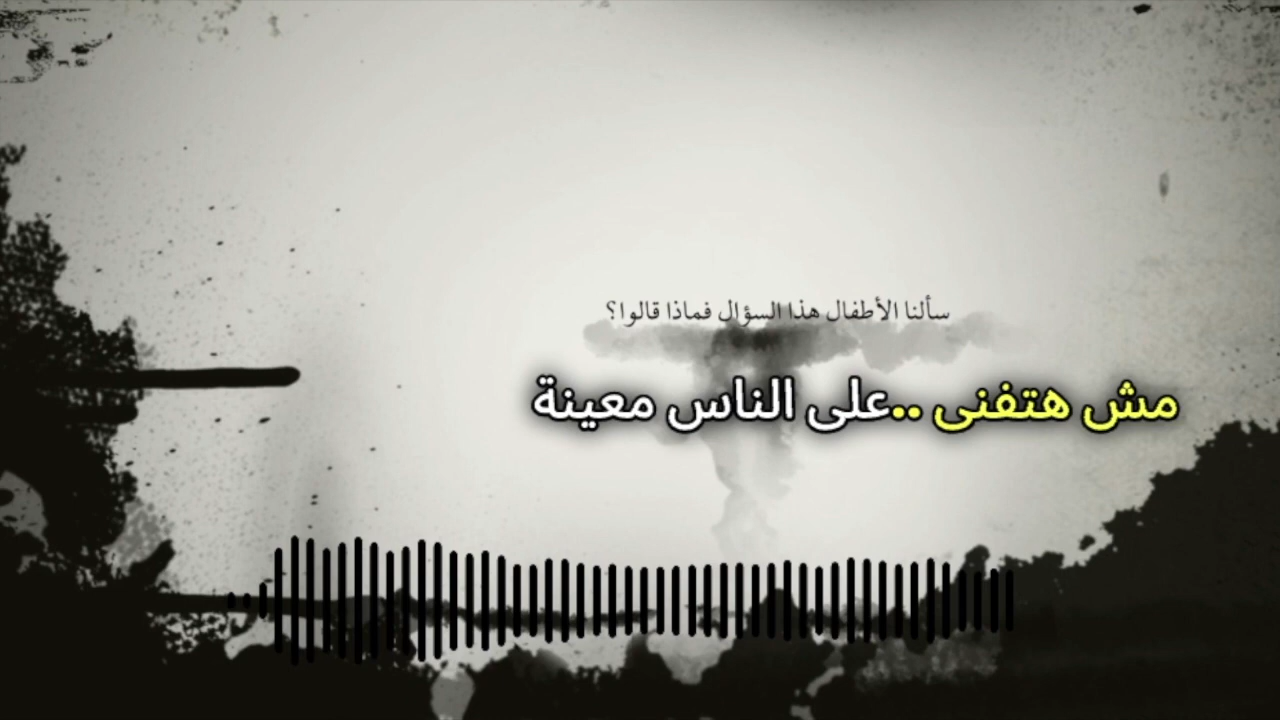 سألنا الأطفال هذا السؤال فماذا قالوا؟
مش هتفنى ..على الناس معينة